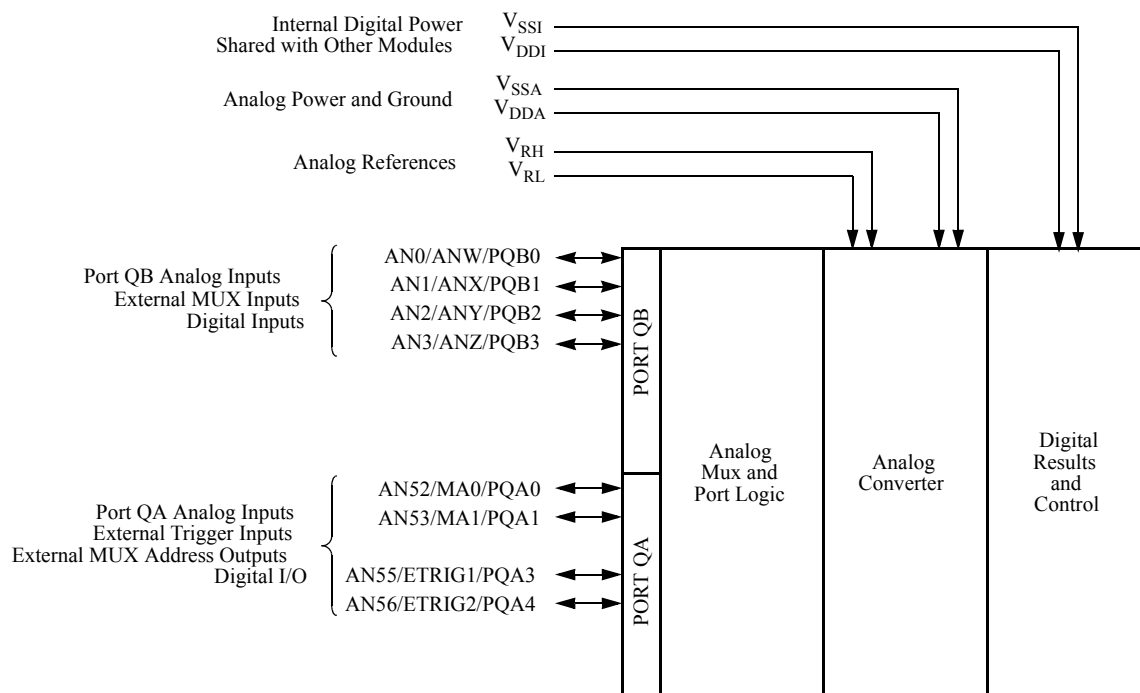 Internal Digital Power
Shared with Other Modules
VSSI
VDDI
Analog Power and Ground
VSSA
VDDA
Analog References
VRH
VRL
Port QB Analog Inputs
External MUX Inputs
Digital Inputs
AN0/ANW/PQB0
AN1/ANX/PQB1
AN2/ANY/PQB2
AN3/ANZ/PQB3
PORT QB
Port QA Analog Inputs
External Trigger Inputs
External MUX Address Outputs
Digital I/O
AN52/MA0/PQA0
AN53/MA1/PQA1
AN55/ETRIG1/PQA3
AN56/ETRIG2/PQA4
PORT QA
Analog
Mux and
Port Logic
Analog
Converter
Digital
Results
and
Control